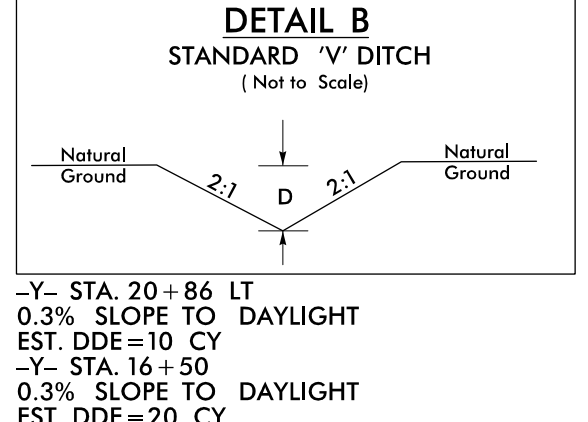 DETAIL B
STANDARD 'V' DITCH
( Not to Scale)
Natural
Ground
2:1
D
2:1
Natural
Ground
–Y– STA. 20+86 LT
0.3% SLOPE TO DAYLIGHT
EST. DDE=10 CY
–Y– STA. 16+50
0.3% SLOPE TO DAYLIGHT
EST. DDE=20 CY